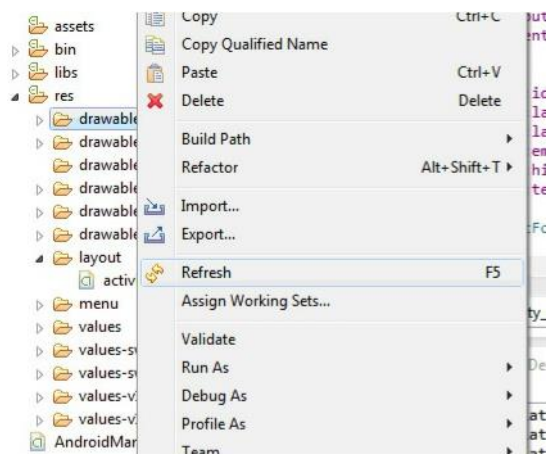 assets
bin
libs
res
drawable
drawable
drawable
drawable
drawable
drawable
layout
activ
menu
values
values-sw
values-sw
values-v
values-v
AndroidMar
Copy Ctrl+C
Copy Qualified Name
Paste Ctrl+V
Delete Delete
Build Path
Refactor Alt+Shift+T
Import...
Export...
Refresh F5
Assign Working Sets...
Validate
Run As
Debug As
Profile As
Team